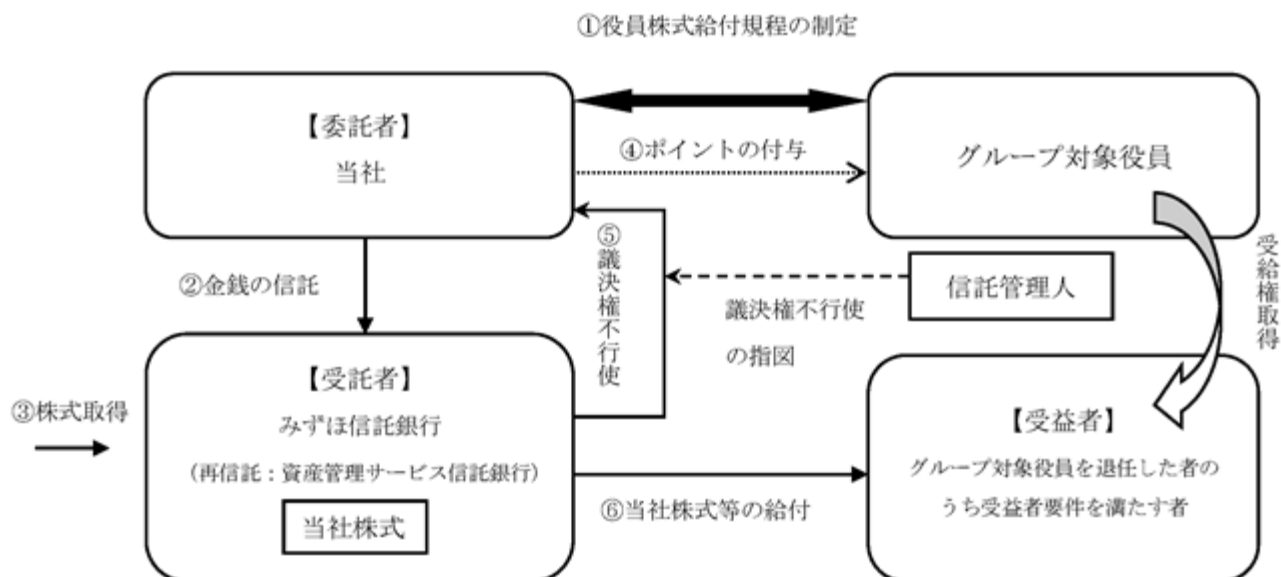 ①役員株式給付規程の制定
【委託者】
当社
④ポイントの付与
グループ対象役員
②金銭の信託
⑤議決権不行使
議決権不行使
の指図
信託管理人
受給権取得
③株式取得
【受託者】
みずほ信託銀行
（再信託：資産管理サービス信託銀行）
当社株式
⑥当社株式等の給付
【受益者】
グループ対象役員を退任した者の
うち受益者要件を満たす者